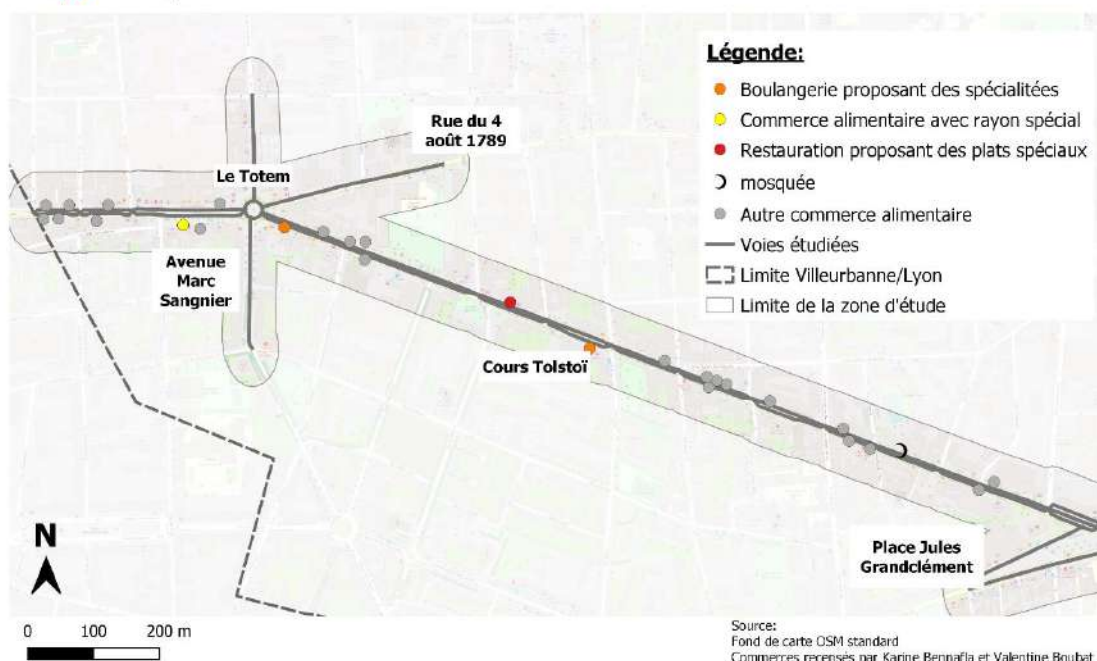 Légende:
Boulangerie proposant des spécialitées
Commerce alimentaire avec rayon spécial
Restauration proposant des plats spéciaux
mosquée
Autre commerce alimentaire
Voies étudiées
Limite Villeurbanne/Lyon
Limite de la zone d'étude
Rue du 4
août 1789
Le Totem
Avenue
Marc
Sangnier
Cours Tolstoï
Place Jules
Grandclément
N
0 100 200 m
Source:
Fond de carte OSM standard
Commerces recensés par Karine Bennafla et Valentine Boubat